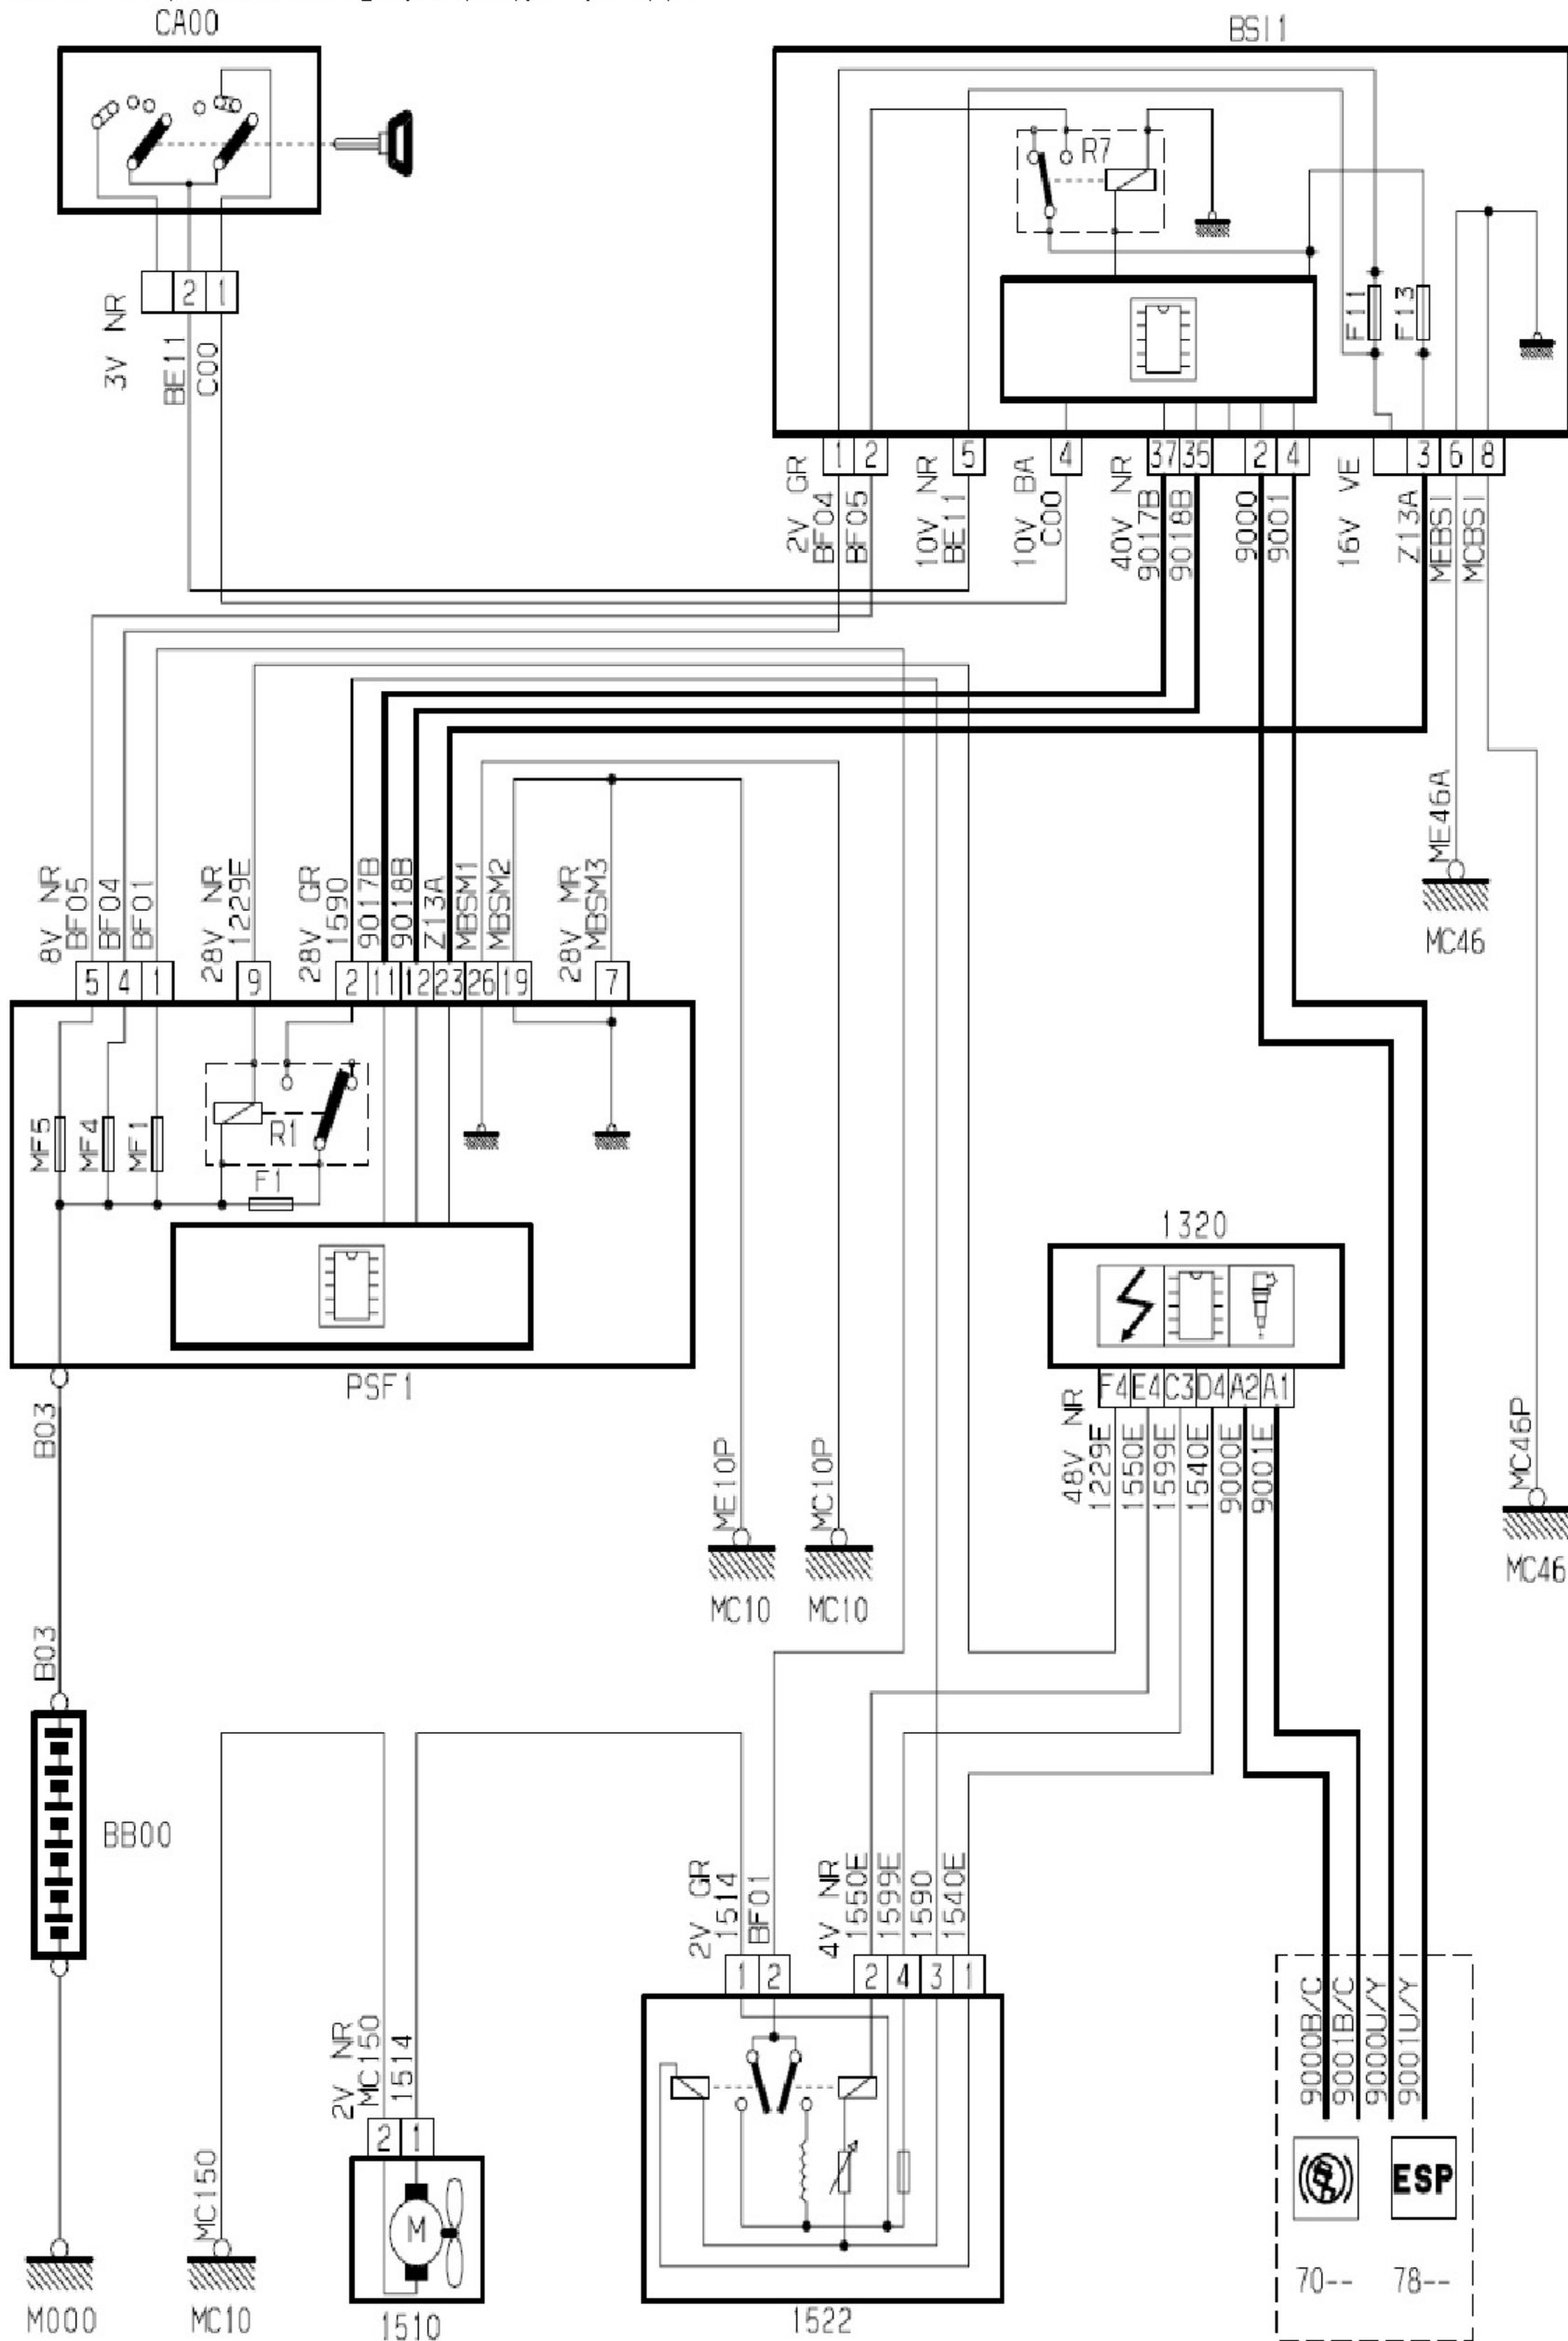 CA00
BSI1
R7
F11
F13
2
1
3V NR
BE11
C00
1
2
5
4
37
35
2
4
3
6
8
2V GR
BF04
BF05
10V NR
BE11
10V BA
C00
40V NR
9017B
9018B
9000
9001
16V VE
Z13A
MEBSI
MCBSI
8V NR
BF05
BF04
BF01
28V NR
1229E
28V GR
1590
9017B
9018B
Z13A
MBSM1
MBSM2
28V MR
MBSM3
ME46A
MC46
5
4
1
9
2
11
12
23
26
19
7
MF5
MF4
MF1
R1
F1
PSF1
1320
F4
E4
C3
D4
A2
A1
48V NR
1229E
1550E
1599E
1540E
9000E
9001E
B03
ME10P
MC10P
MC46P
MC10
MC10
MC46
B03
BB00
2V GR
1514
BF01
4V NR
1550E
1599E
1590
1540E
1
2
2
4
3
1
2V NR
MC150
1514
2
1
MC150
M
9000B/C
9001B/C
9000U/Y
9001U/Y
ESP
70--
78--
M000
MC10
1510
1522